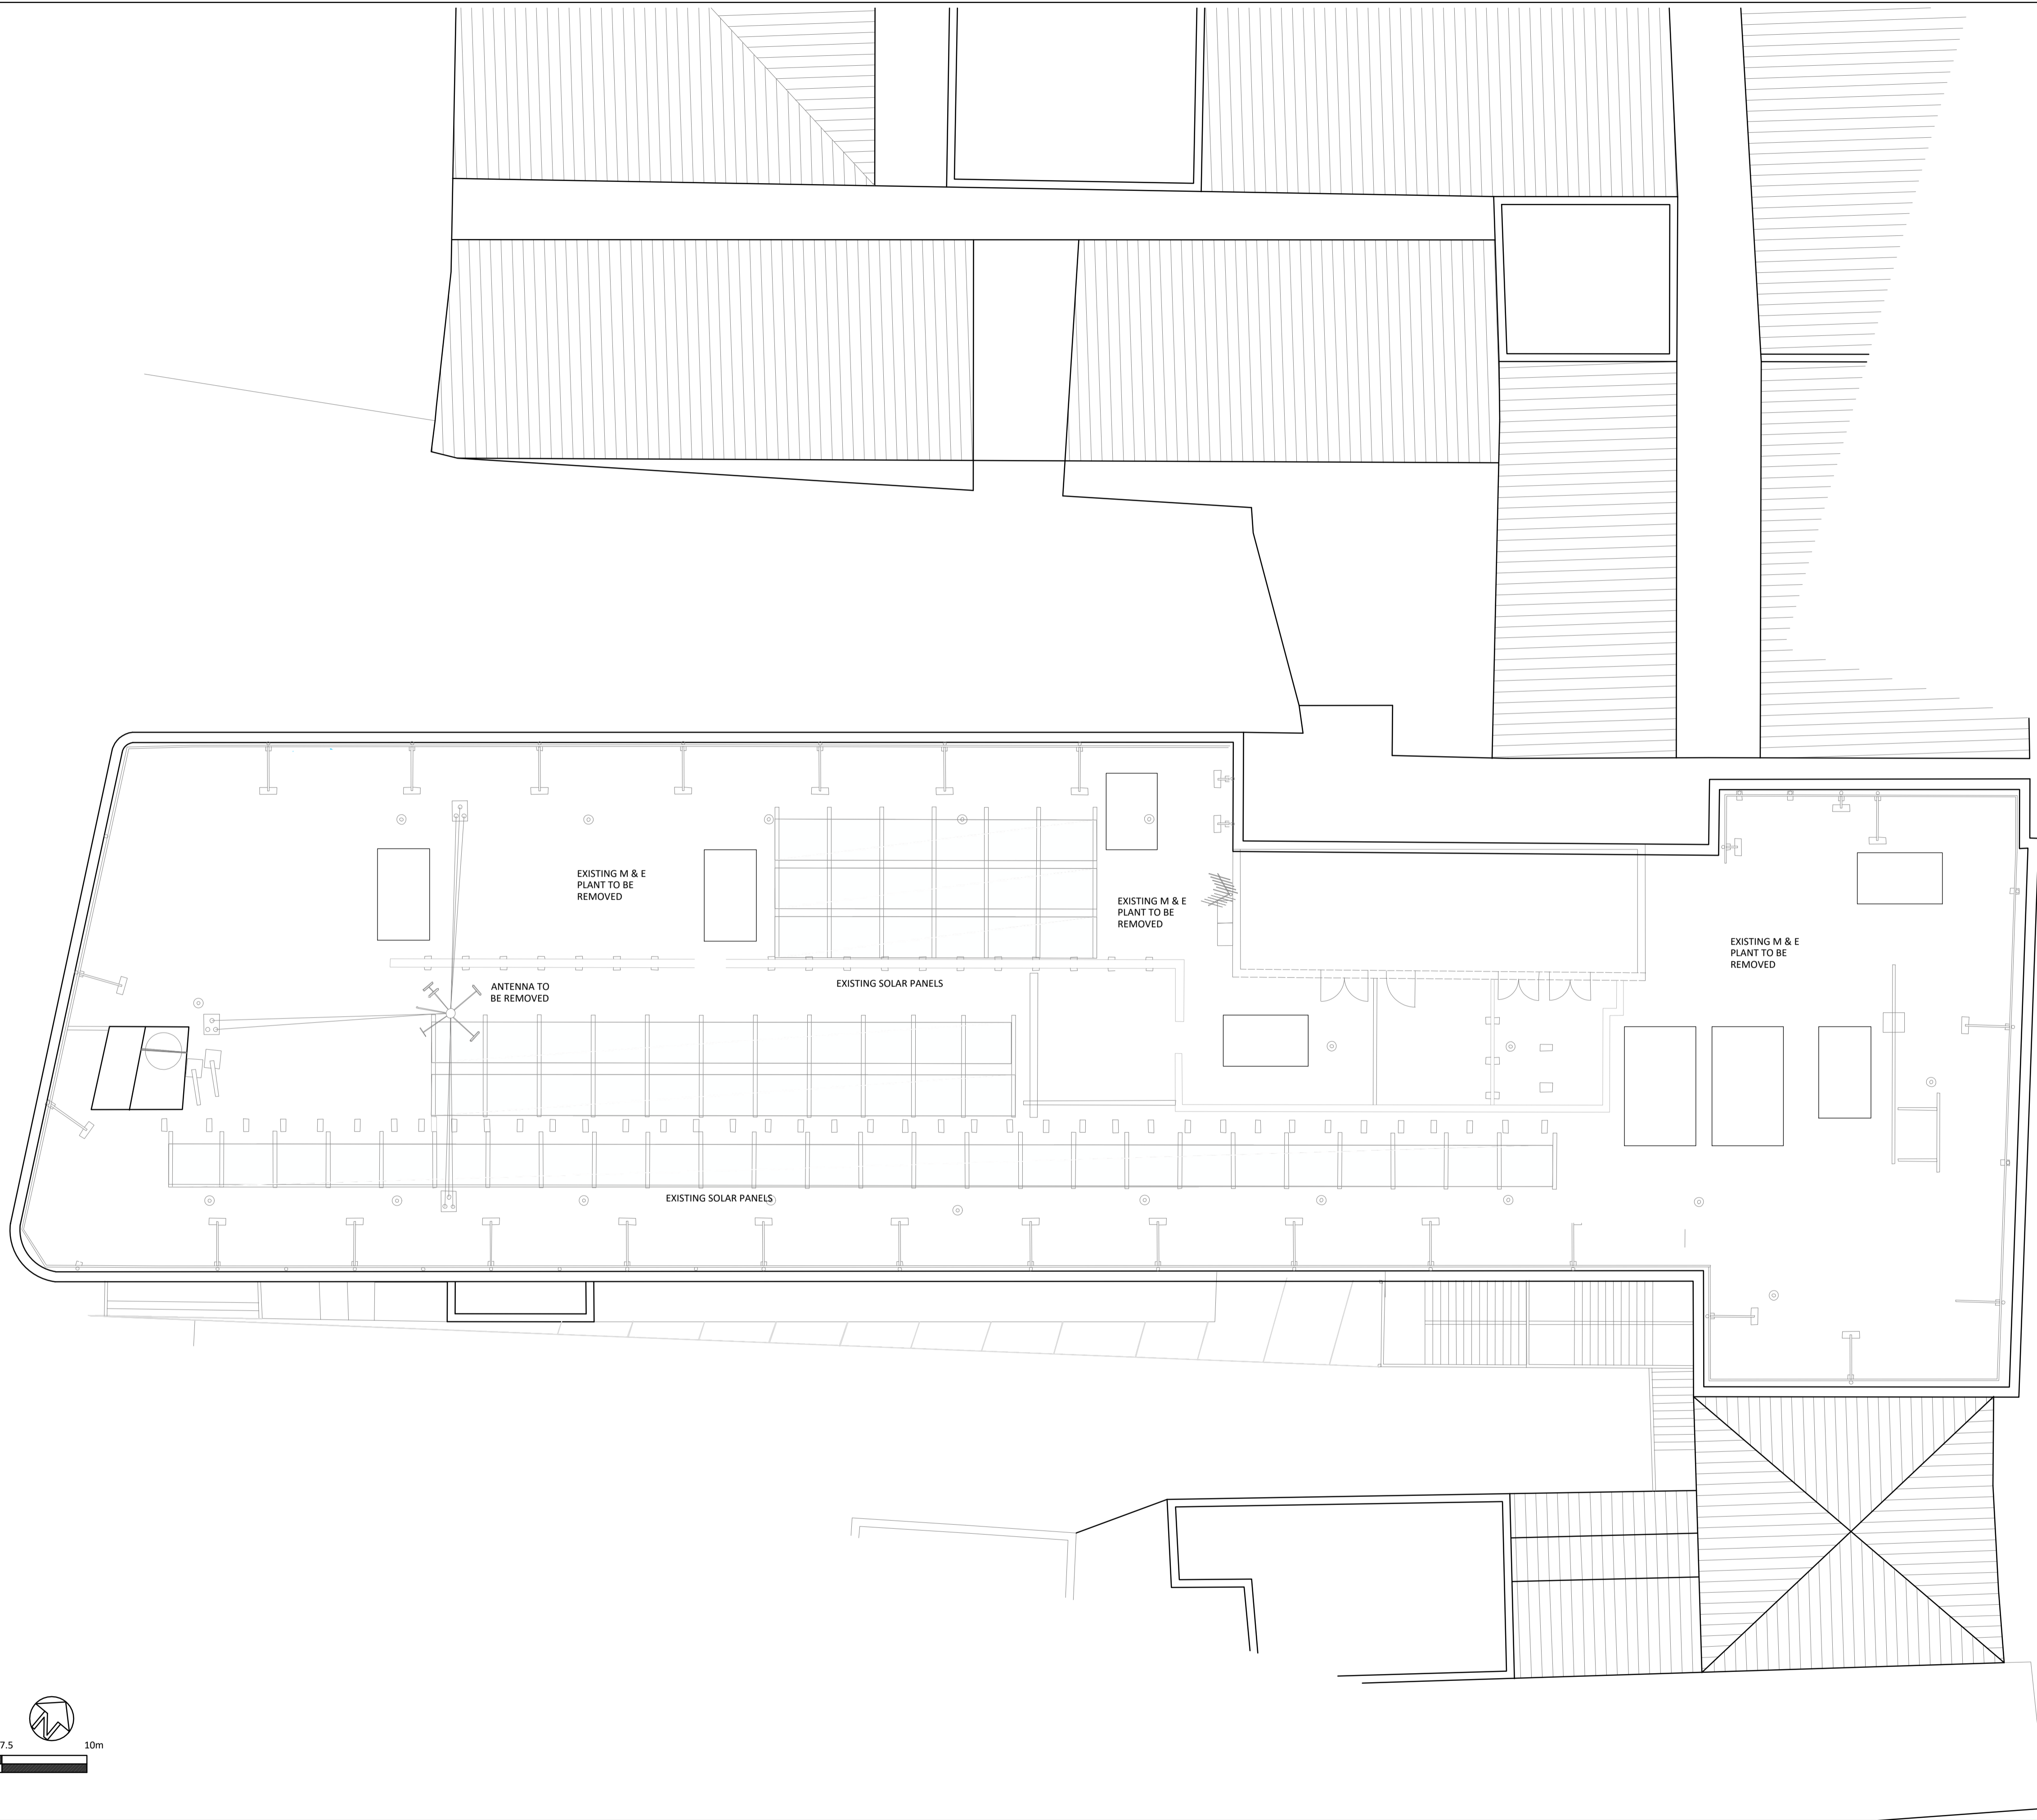 EXISTING M & E
PLANT TO BE
REMOVED
EXISTING M & E
PLANT TO BE
REMOVED
EXISTING M & E
PLANT TO BE
REMOVED
EXISTING SOLAR PANELS
ANTENNA TO
BE REMOVED
EXISTING SOLAR PANELS
N
7.5 10m